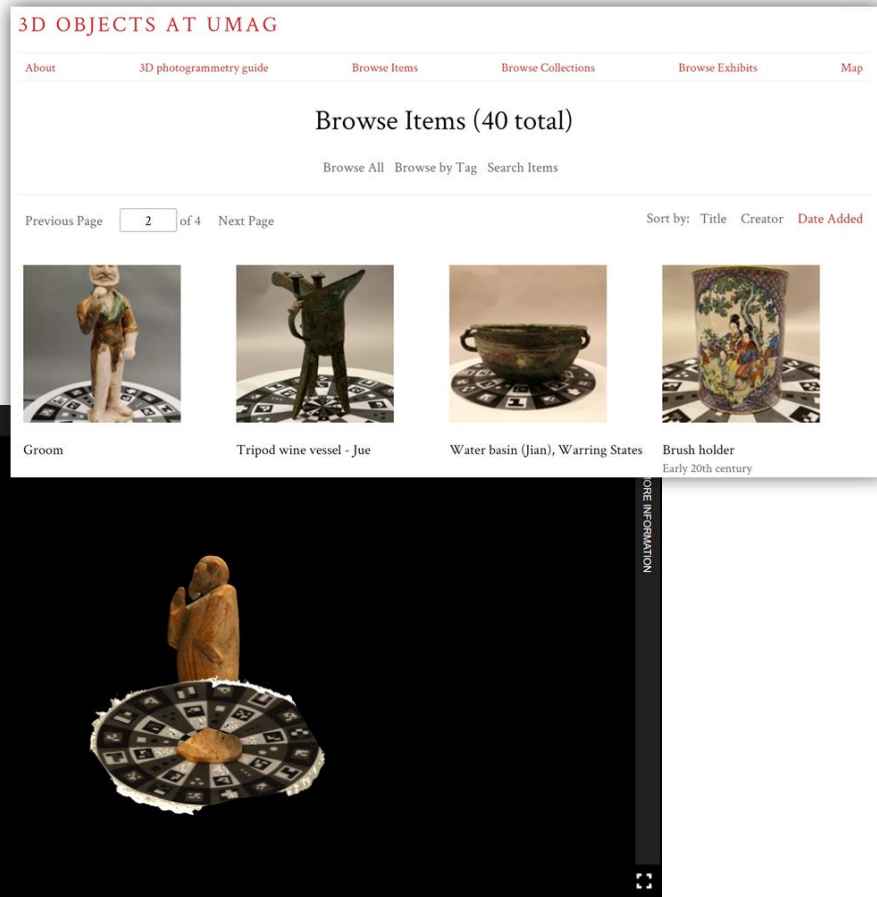 3D OBJECTS AT UMAG
About 3D photogrammetry guide Browse Items Browse Collections Browse Exhibits Map
Browse Items (40 total)
Browse All Browse by Tag Search Items
Previous Page 2 of 4 Next Page Sort by: Title Creator Date Added
Groom Tripod wine vessel - Jue Water basin (Jian), Warring States Brush holder
Early 20th century
INFORMATION